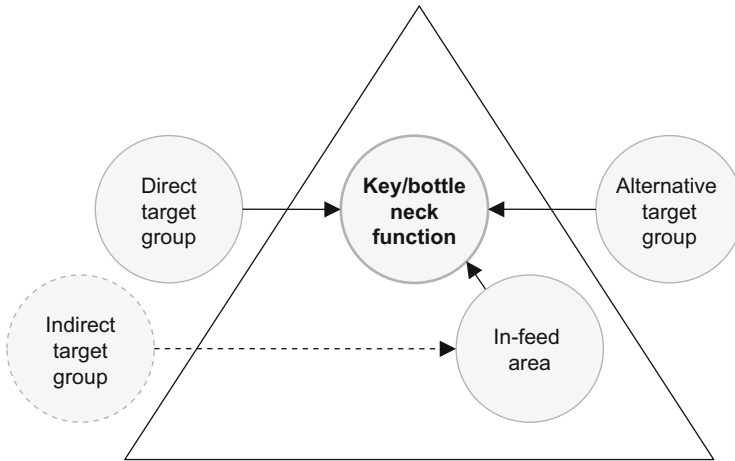 Direct
target
group
Key/bottle
neck
function
Alternative
target
group
Indirect
target
group
In-feed
area